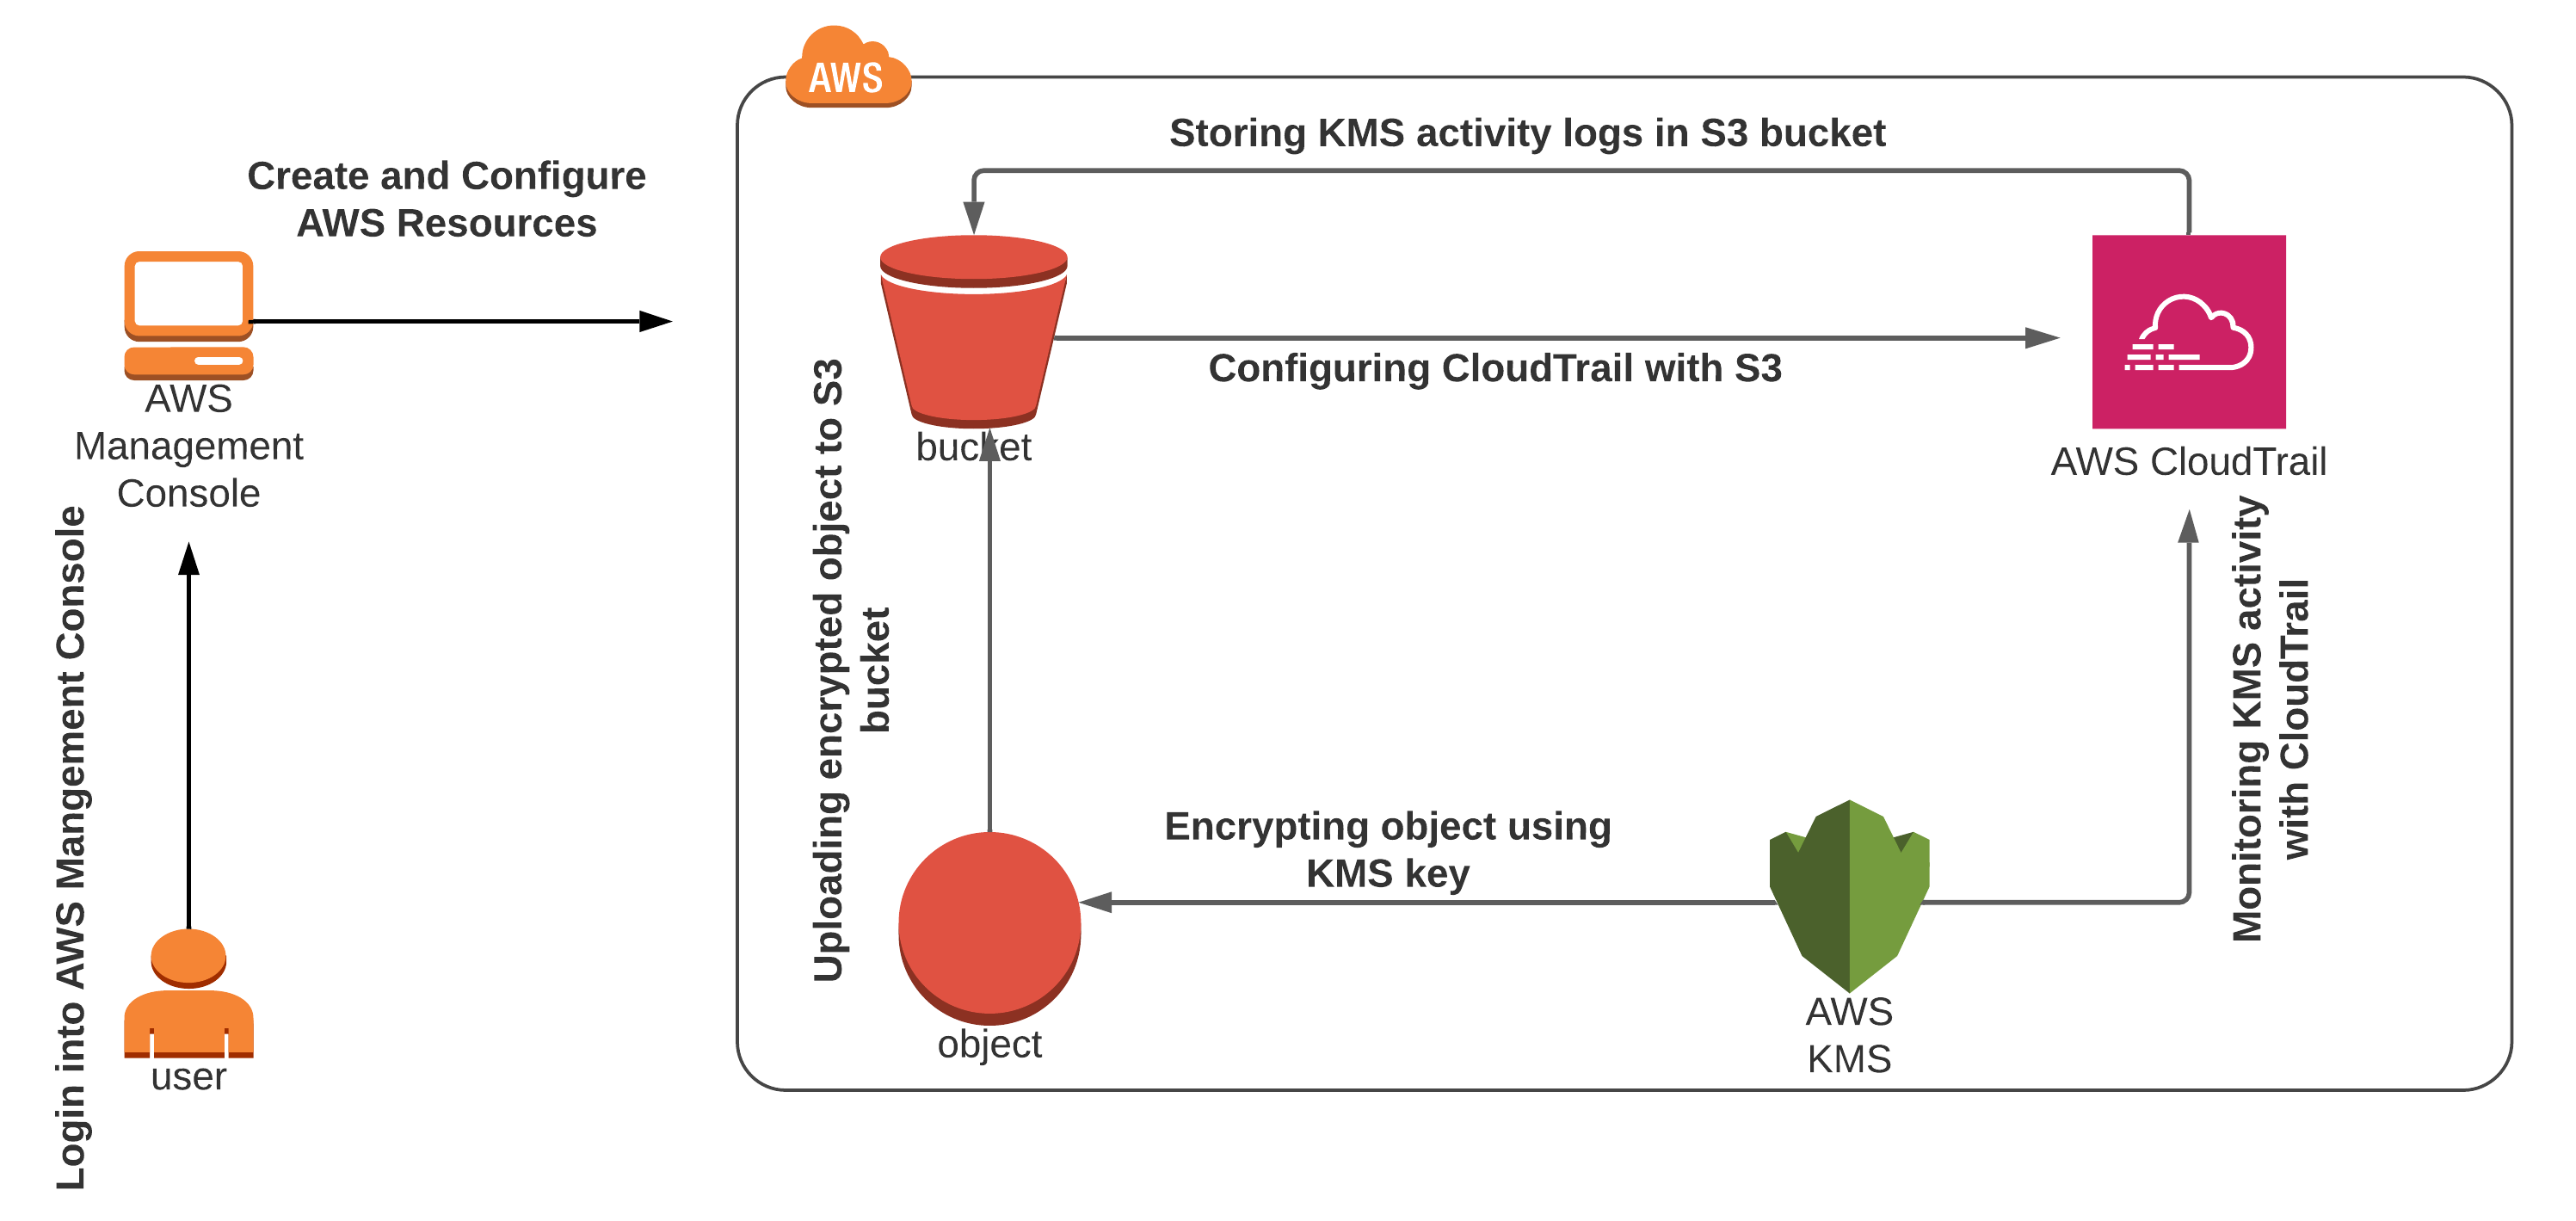 AWS
Storing KMS activity logs in S3 bucket
Create and Configure
AWS Resources
Configuring CloudTrail with S3
AWS
Management
Console
bucket
AWS CloudTrail
Login into AWS Management Console
Uploading encrypted object to S3
bucket
Monitoring KMS activity
with CloudTrail
Encrypting object using
KMS key
user
object
AWS
KMS